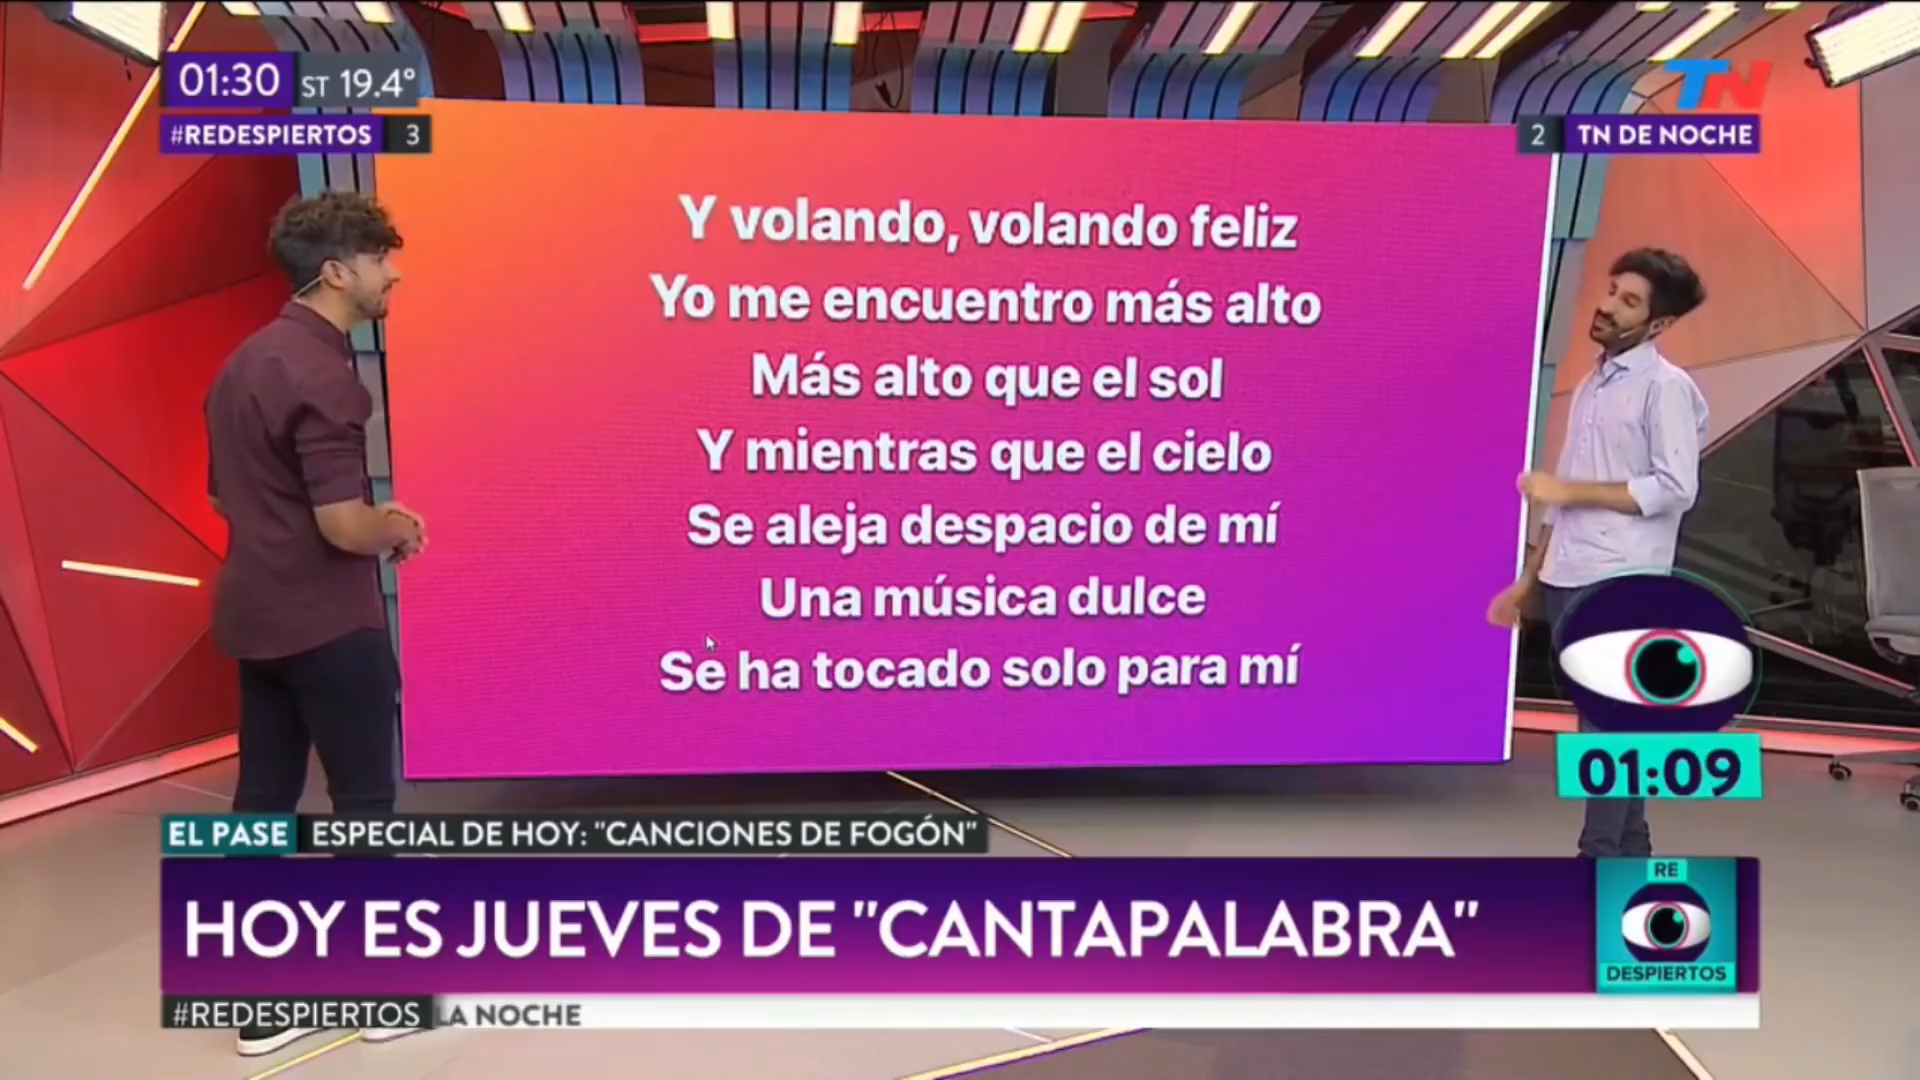 01:30 ST 19.4°
#REDESPIERTOS 3
TN
2 TN DE NOCHE
Y volando, volando feliz
Yo me encuentro más alto
Más alto que el sol
Y mientras que el cielo
Se aleja despacio de mí
Una música dulce
Se ha tocado solo para mí
01:09
EL PASE ESPECIAL DE HOY: "CANCIONES DE FOGÓN"
HOY ES JUEVES DE "CANTAPALABRA"
RE
DESPIERTOS
#REDESPIERTOS LA NOCHE